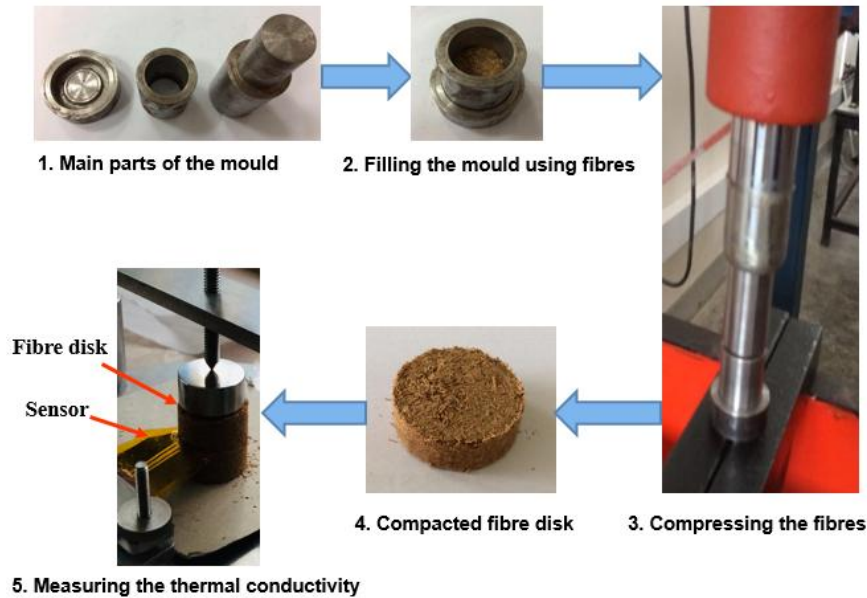 1. Main parts of the mould
2. Filling the mould using fibres
3. Compressing the fibres
4. Compacted fibre disk
Fibre disk
Sensor
5. Measuring the thermal conductivity